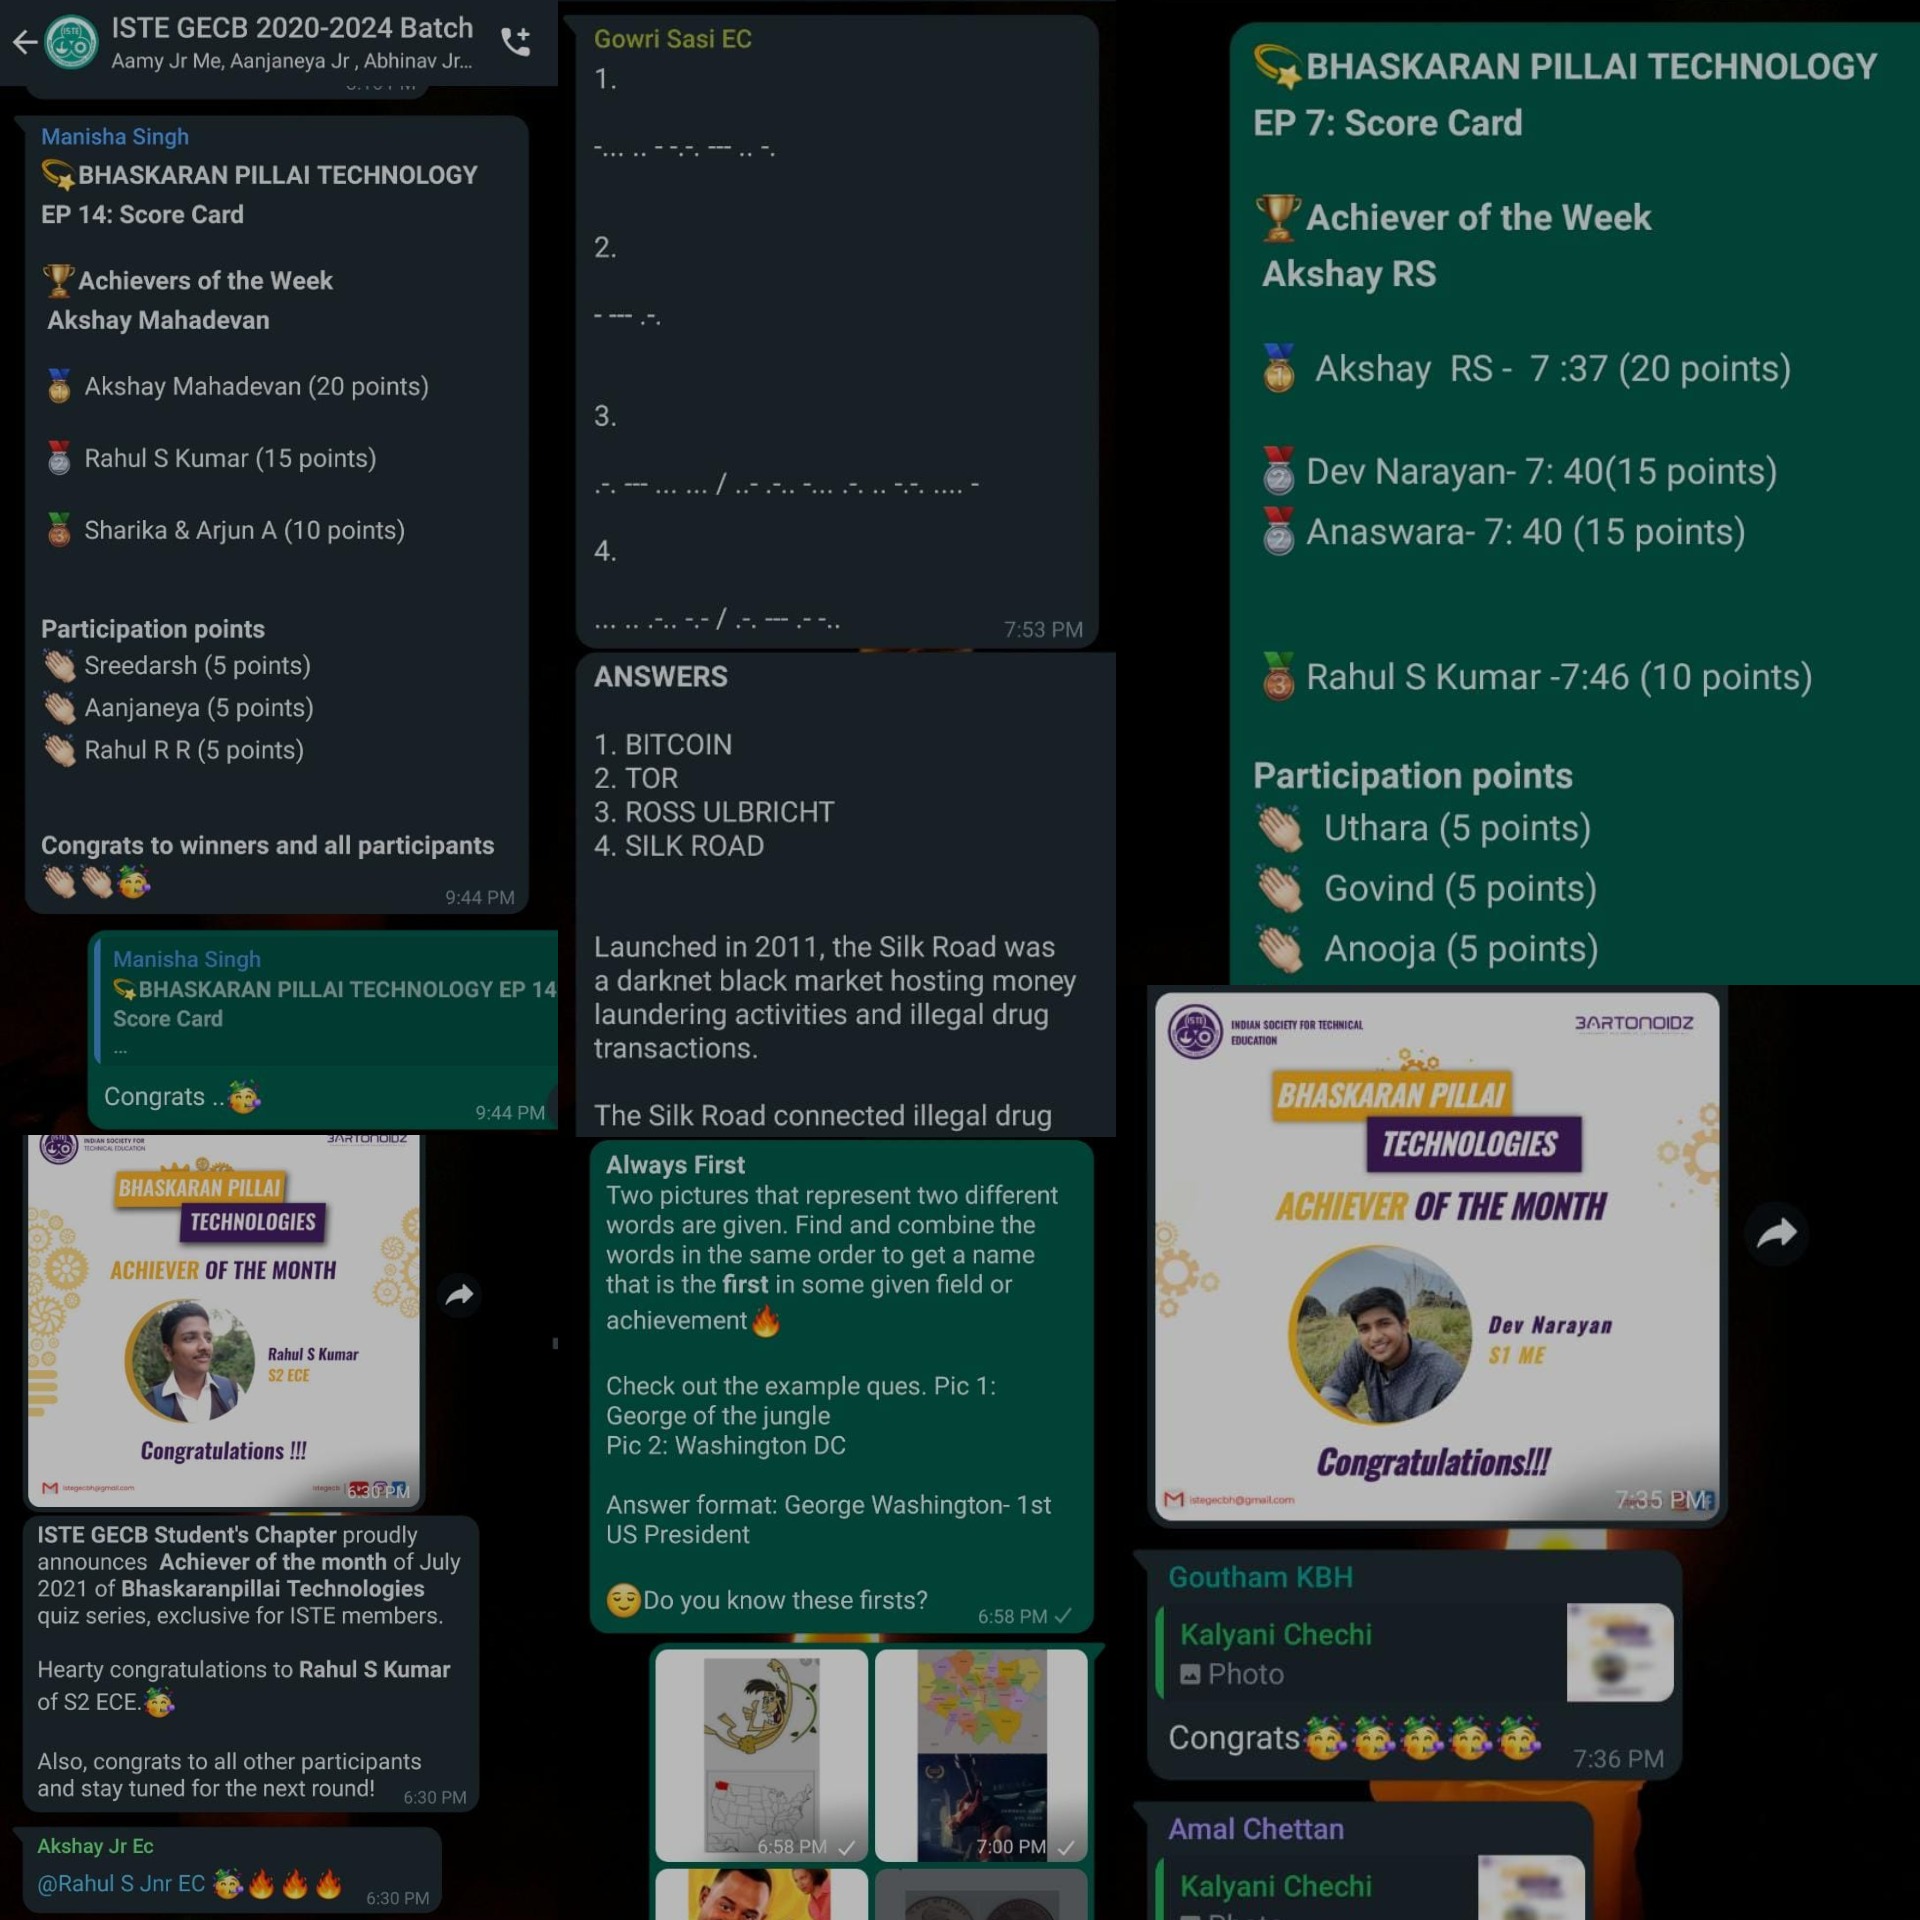 ISTE GECB 2020-2024 Batch
Aamy Jr Me, Aanjaneya Jr , Abhinav Jr...
Manisha Singh
💫BHASKARAN PILLAI TECHNOLOGY
EP 14: Score Card
🏆Achievers of the Week
Akshay Mahadevan
🥇 Akshay Mahadevan (20 points)
🥈 Rahul S Kumar (15 points)
🥉 Sharika & Arjun A (10 points)
Participation points
👏🏻 Sreedarsh (5 points)
👏🏻 Aanjaneya (5 points)
👏🏻 Rahul R R (5 points)
Congrats to winners and all participants
👏🏻👏🏻🥳
9:44 PM
Manisha Singh
💫BHASKARAN PILLAI TECHNOLOGY EP 14
Score Card
...
Congrats ..🥳
9:44 PM
INDIAN SOCIETY FOR
TECHNICAL EDUCATION
BARTONOIDZ
BHASKARAN PILLAI
TECHNOLOGIES
ACHIEVER OF THE MONTH
Rahul S Kumar
S2 ECE
Congratulations !!!
istegecbh@gmail.com
istegecb
6:30 PM
ISTE GECB Student's Chapter proudly
announces Achiever of the month of July
2021 of Bhaskaranpillai Technologies
quiz series, exclusive for ISTE members.
Hearty congratulations to Rahul S Kumar
of S2 ECE.🥳
Also, congrats to all other participants
and stay tuned for the next round!
6:30 PM
Akshay Jr Ec
@Rahul S Jnr EC 🥳🔥🔥🔥
6:30 PM
Gowri Sasi EC
1.
-... .. - -.-. --- .. -.
2.
- --- .-.
3.
.-. --- ... ... / ..- .-.. -... .-. .. -.-. .... -
4.
... .. .-.. -.- / .-. --- .- -..
7:53 PM
ANSWERS
1. BITCOIN
2. TOR
3. ROSS ULBRICHT
4. SILK ROAD
Launched in 2011, the Silk Road was
a darknet black market hosting money
laundering activities and illegal drug
transactions.
The Silk Road connected illegal drug
Always First
Two pictures that represent two different
words are given. Find and combine the
words in the same order to get a name
that is the first in some given field or
achievement🔥
Check out the example ques. Pic 1:
George of the jungle
Pic 2: Washington DC
Answer format: George Washington- 1st
US President
😌Do you know these firsts?
6:58 PM
6:58 PM
7:00 PM
💫BHASKARAN PILLAI TECHNOLOGY
EP 7: Score Card
🏆Achiever of the Week
Akshay RS
🥇 Akshay RS - 7 :37 (20 points)
🥈 Dev Narayan- 7: 40(15 points)
🥈 Anaswara- 7: 40 (15 points)
🥉 Rahul S Kumar -7:46 (10 points)
Participation points
👏🏻 Uthara (5 points)
👏🏻 Govind (5 points)
👏🏻 Anooja (5 points)
ISTE
INDIAN SOCIETY FOR TECHNICAL
EDUCATION
BARTONOIDZ
BHASKARAN PILLAI
TECHNOLOGIES
ACHIEVER OF THE MONTH
Dev Narayan
S1 ME
Congratulations!!!
istegecbh@gmail.com
7:35 PM
Goutham KBH
Kalyani Chechi
Photo
Congrats🥳🥳🥳🥳🥳
7:36 PM
Amal Chettan
Kalyani Chechi